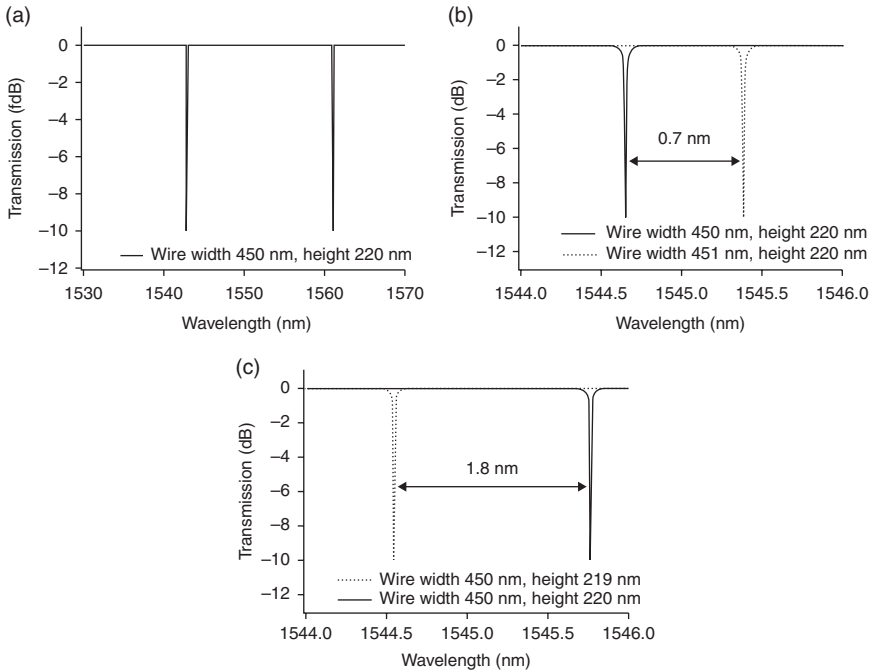 (a)
0
−2
−4
−6
−8
−10
−12
Transmission (fdB)
Wire width 450 nm, height 220 nm
1530 1540 1550 1560 1570
Wavelength (nm)
(b)
0
−2
−4
−6
−8
−10
−12
Transmission (dB)
0.7 nm
Wire width 450 nm, height 220 nm
Wire width 451 nm, height 220 nm
1544.0 1544.5 1545.0 1545.5 1546.0
Wavelength (nm)
(c)
0
−2
−4
−6
−8
−10
−12
Transmission (dB)
1.8 nm
Wire width 450 nm, height 219 nm
Wire width 450 nm, height 220 nm
1544.0 1544.5 1545.0 1545.5 1546.0
Wavelength (nm)